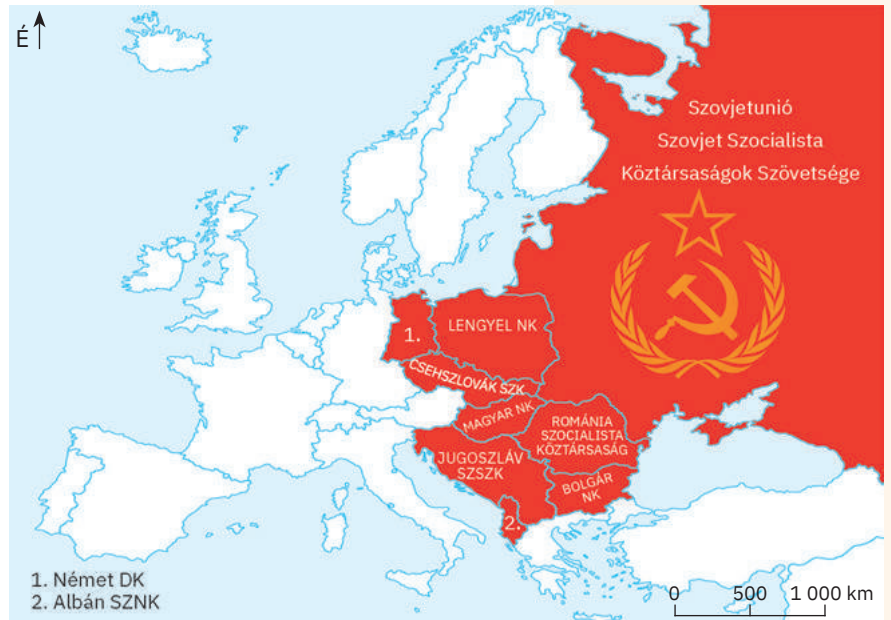 É
Szovjetunió
Szovjet Szocialista
Köztársaságok Szövetsége
1.
LENGYEL NK
CSEHSZLOVÁK SZK
MAGYAR NK
ROMÁNIA
SZOCIALISTA
KÖZTÁRSASÁG
JUGOSZLÁV
SZSZK
BOLGÁR
NK
2.
1. Német DK
2. Albán SZNK
0 500 1 000 km